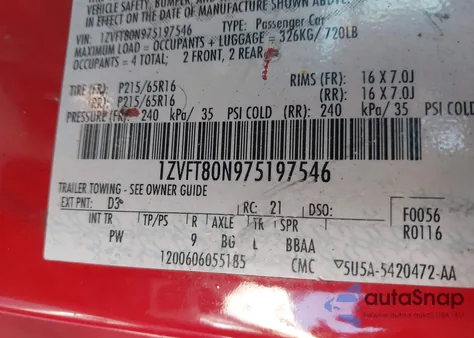 SAFETY, BUMPER, AND
IN EFFECT ON THE DATE OF MANUFACTURE SHOWN ABOVE.
VIN: 1ZVFT80N975197546 TYPE: Passenger Car
MAXIMUM LOAD = OCCUPANTS + LUGGAGE = 326KG/ 720LB
OCCUPANTS = 4 TOTAL; 2 FRONT, 2 REAR
TIRE (FR): P215/65R16 RIMS (FR): 16 X 7.0J
(RR): P215/65R16 (RR): 16 X 7.0J
PRESSURE (FR): 240 kPa/ 35 PSI COLD (RR): 240 kPa/ 35 PSI COLD
1ZVFT80N975197546
TRAILER TOWING - SEE OWNER GUIDE
EXT PNT: D3 RC: 21 DSO: F0056
INT TR TP/PS R AXLE TR SPR R0116
PW 9 BG L BBAA
1200606055185 CMC 5U5A-5420472-AA
autoSnap